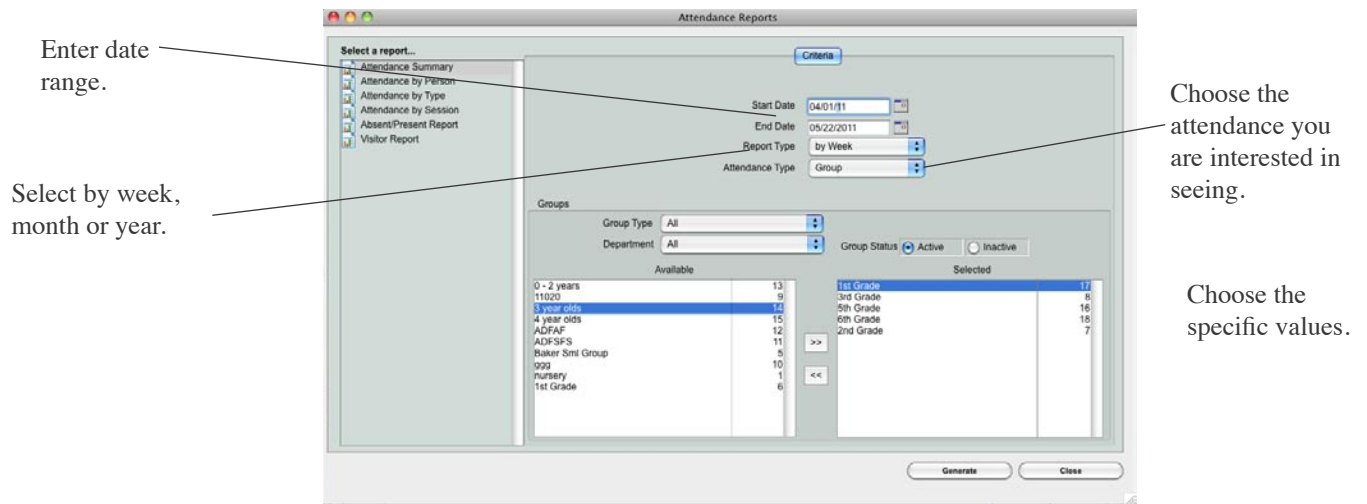 Attendance Reports
Enter date
range.
Select by week,
month or year.
Select a report...
Attendance Summary
Attendance by Person
Attendance by Type
Attendance by Session
Absent/Present Report
Visitor Report
Criteria
Start Date 04/01/11
End Date 05/22/2011
Report Type by Week
Attendance Type Group
Choose the
attendance you
are interested in
seeing.
Groups
Group Type All
Department All
Group Status Active Inactive
Available
0 - 2 years 13
11020 9
3 year olds 14
4 year olds 15
ADFAF 12
ADFSFS 11
Baker Sml Group 5
ggg 10
nursery 1
1st Grade 6
>>
<<
Selected
1st Grade 17
3rd Grade 8
5th Grade 16
6th Grade 18
2nd Grade 7
Choose the
specific values.
Generate Close